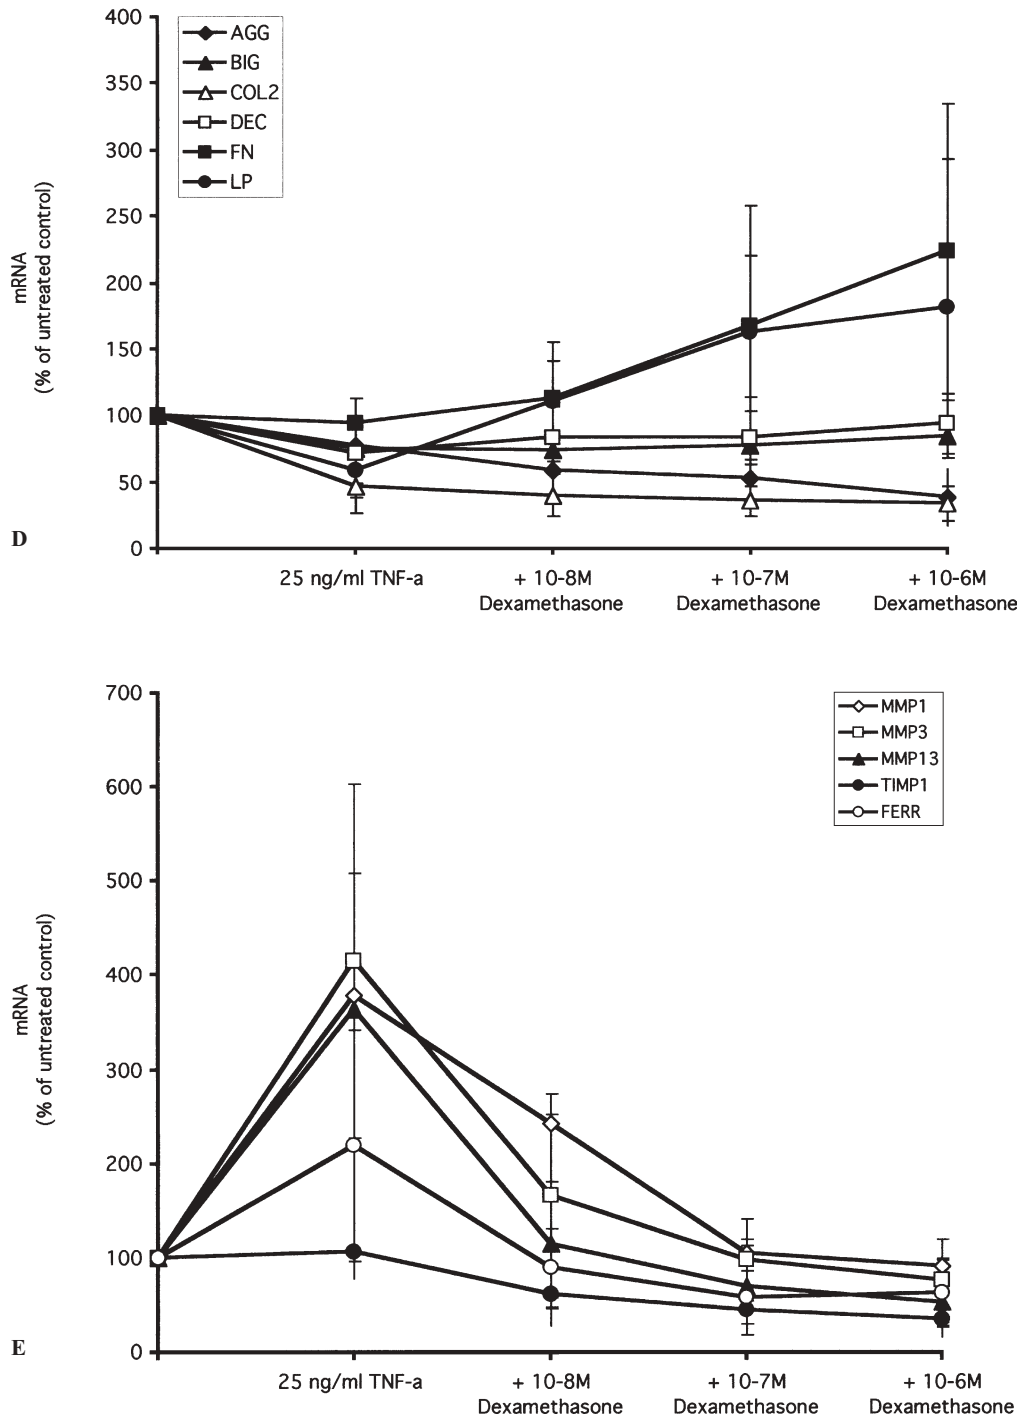 400
350
300
250
200
150
100
50
0
mRNA
(% of untreated control)
AGG
BIG
COL2
DEC
FN
LP
D
25 ng/ml TNF-a
+ 10-8M
Dexamethasone
+ 10-7M
Dexamethasone
+ 10-6M
Dexamethasone
700
600
500
400
300
200
100
0
mRNA
(% of untreated control)
MMP1
MMP3
MMP13
TIMP1
FERR
E
25 ng/ml TNF-a
+ 10-8M
Dexamethasone
+ 10-7M
Dexamethasone
+ 10-6M
Dexamethasone